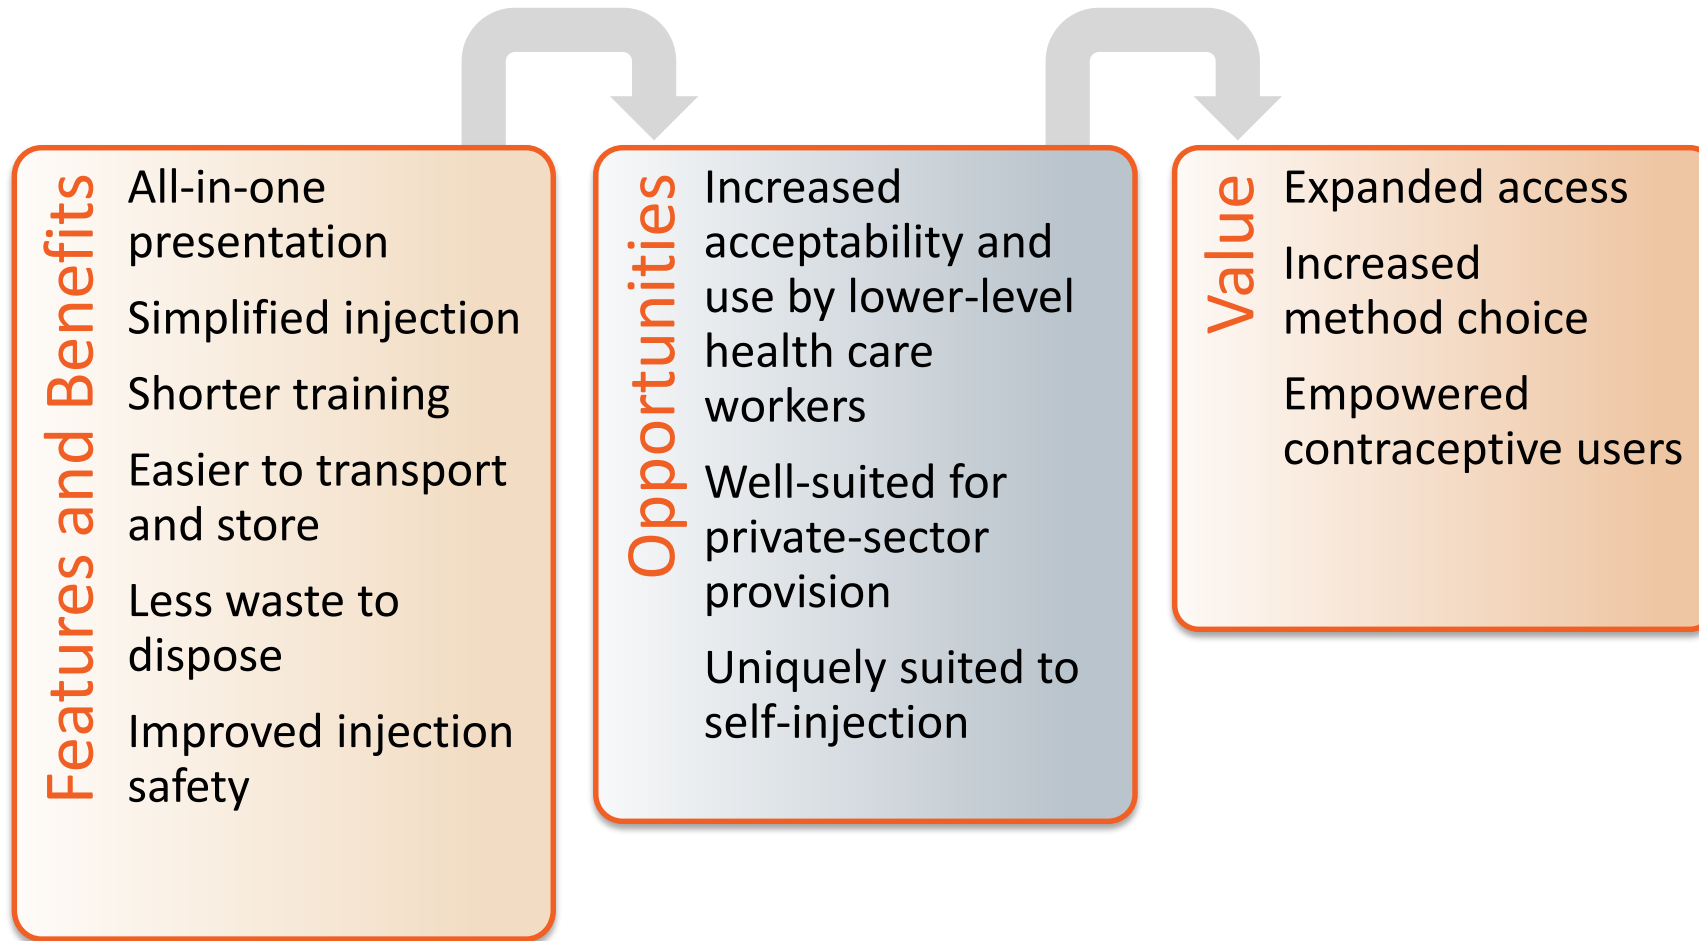 Features and Benefits
All-in-one
presentation
Simplified injection
Shorter training
Easier to transport
and store
Less waste to
dispose
Improved injection
safety
Opportunities
Increased
acceptability and
use by lower-level
health care
workers
Well-suited for
private-sector
provision
Uniquely suited to
self-injection
Value
Expanded access
Increased
method choice
Empowered
contraceptive users